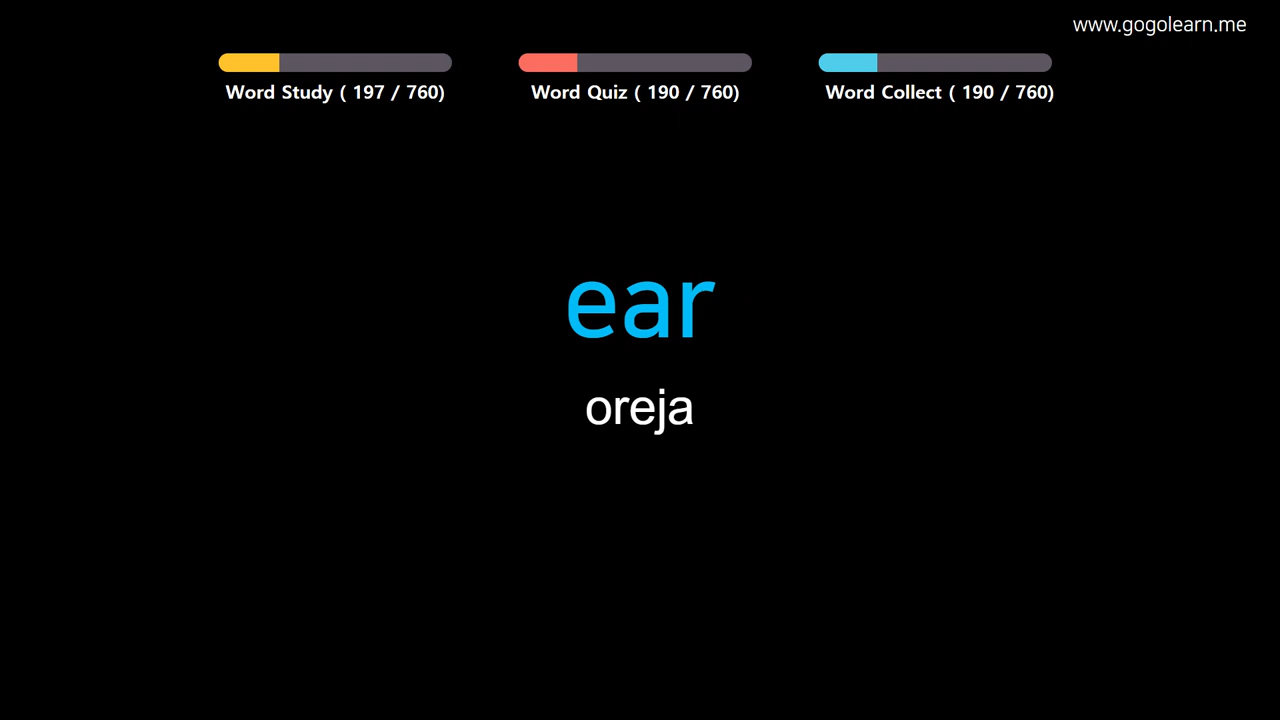 www.gogolearn.me
Word Study ( 197 / 760)
Word Quiz ( 190 / 760)
Word Collect ( 190 / 760)
ear
oreja